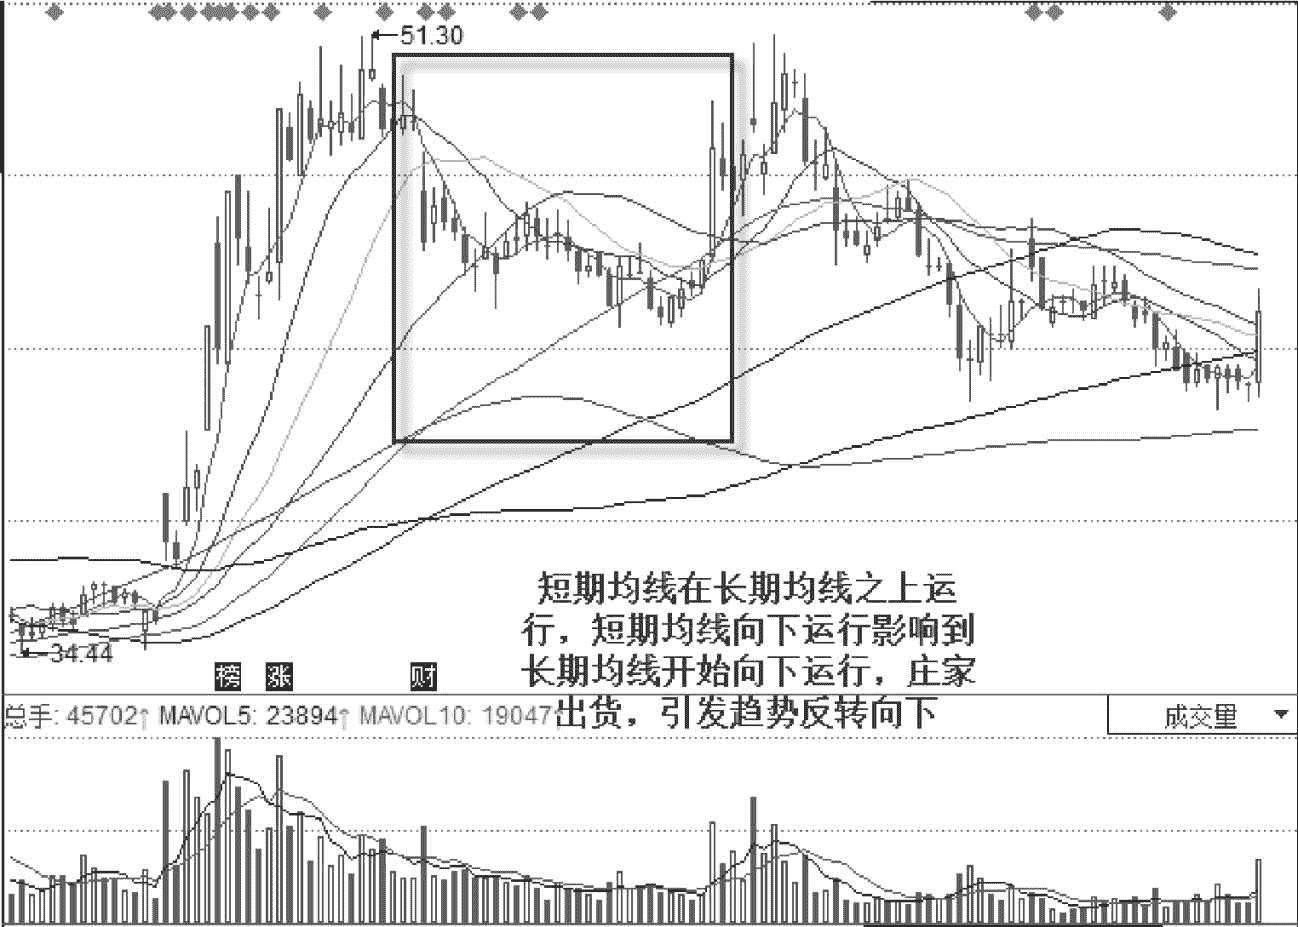 51.30
短期均线在长期均线之上运
行，短期均线向下运行影响到
34.44
长期均线开始向下运行，庄家
榜 涨 财
出货，引发趋势反转向下
总手: 45702↑ MAVOL5: 23894↑ MAVOL10: 19047↑
成交量